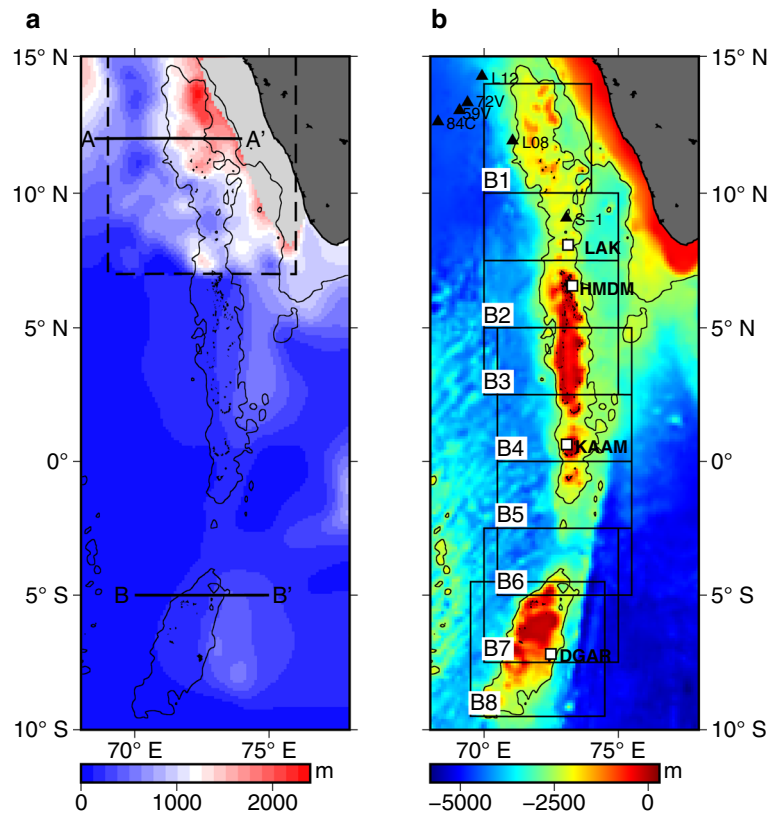 a
b
15° N
10° N
5° N
0°
5° S
10° S
70° E
75° E
A
A'
B
B'
m
0
1000
2000
15° N
10° N
5° N
0°
5° S
10° S
70° E
75° E
L12
72V
59V
84C
L08
B1
S−1
LAK
HMDM
B2
B3
KAAM
B4
B5
B6
B7
DGAR
B8
m
−5000
−2500
0